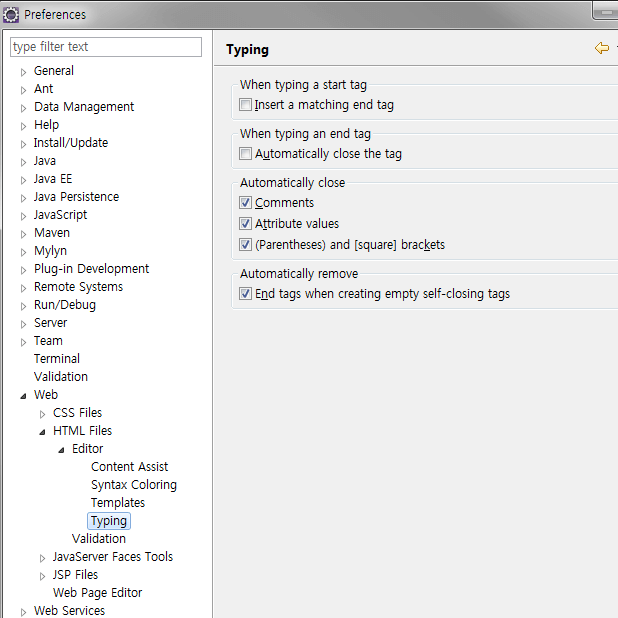 Preferences
type filter text
General
Ant
Data Management
Help
Install/Update
Java
Java EE
Java Persistence
JavaScript
Maven
Mylyn
Plug-in Development
Remote Systems
Run/Debug
Server
Team
Terminal
Validation
Web
CSS Files
HTML Files
Editor
Content Assist
Syntax Coloring
Templates
Typing
Validation
JavaServer Faces Tools
JSP Files
Web Page Editor
Web Services
Typing
When typing a start tag
Insert a matching end tag
When typing an end tag
Automatically close the tag
Automatically close
Comments
Attribute values
(Parentheses) and [square] brackets
Automatically remove
End tags when creating empty self-closing tags